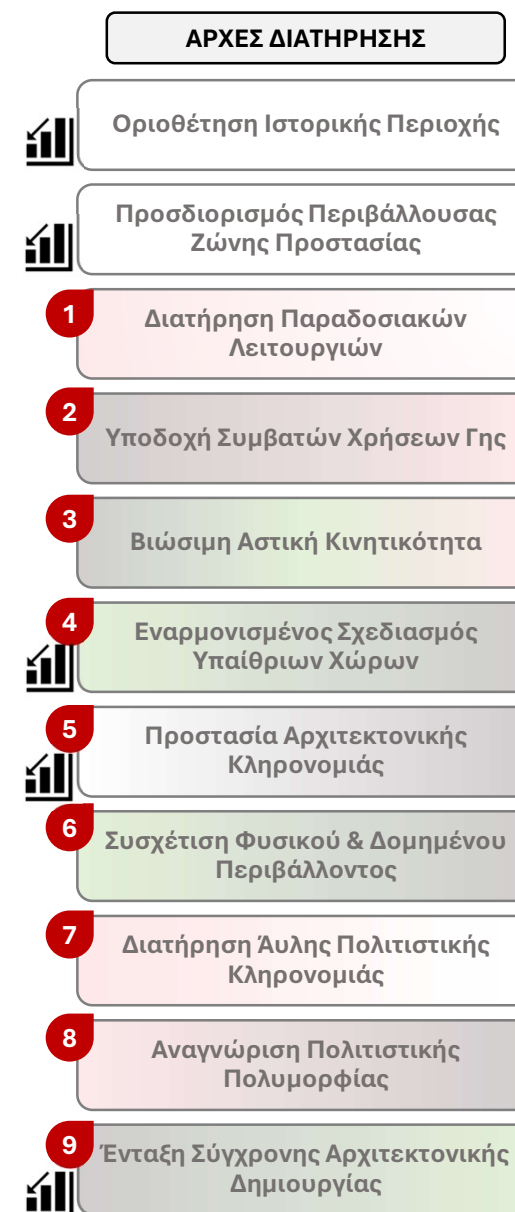 ΑΡΧΕΣ ΔΙΑΤΗΡΗΣΗΣ
Οριοθέτηση Ιστορικής Περιοχής
Προσδιορισμός Περιβάλλουσας
Ζώνης Προστασίας
1
Διατήρηση Παραδοσιακών
Λειτουργιών
2
Υποδοχή Συμβατών Χρήσεων Γης
3
Βιώσιμη Αστική Κινητικότητα
4
Εναρμονισμένος Σχεδιασμός
Υπαίθριων Χώρων
5
Προστασία Αρχιτεκτονικής
Κληρονομιάς
6
Συσχέτιση Φυσικού & Δομημένου
Περιβάλλοντος
7
Διατήρηση Άυλης Πολιτιστικής
Κληρονομιάς
8
Αναγνώριση Πολιτιστικής
Πολυμορφίας
9
Ένταξη Σύγχρονης Αρχιτεκτονικής
Δημιουργίας